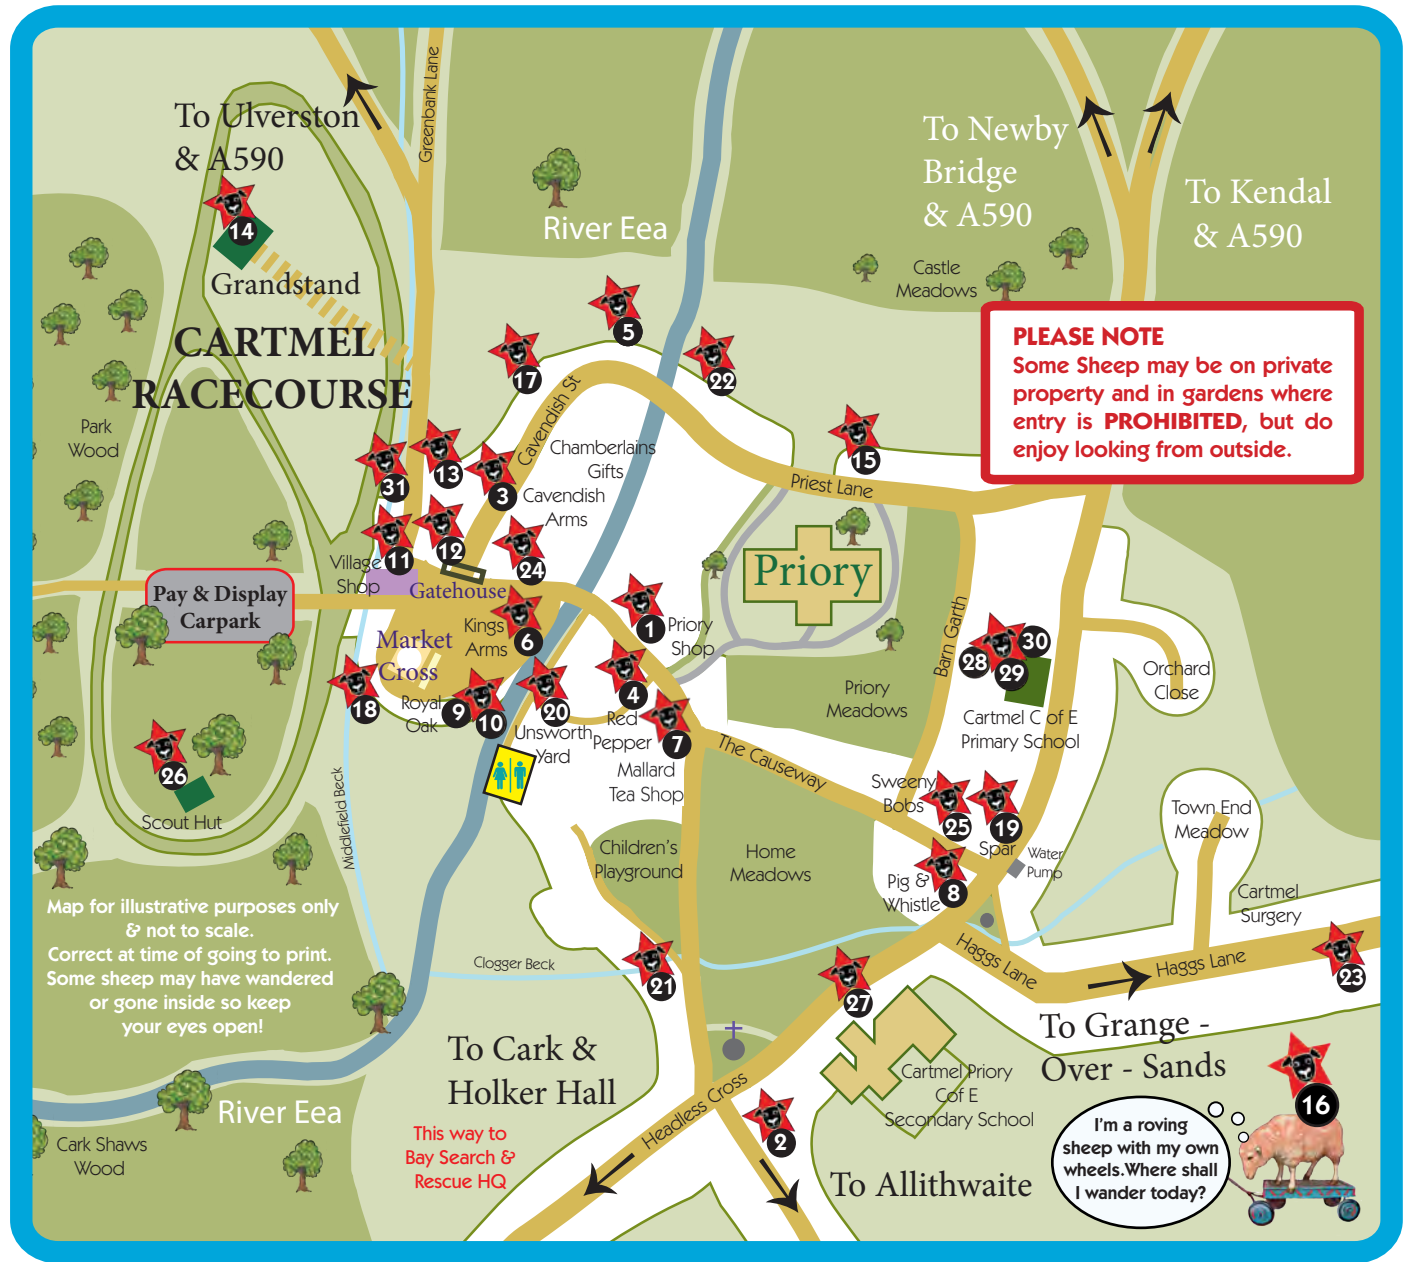 To Ulverston
& A590
Greenbank Lane
River Eea
To Newby
Bridge
& A590
To Kendal
& A590
Castle
Meadows
14
Grandstand
CARTMEL
RACECOURSE
PLEASE NOTE
Some Sheep may be on private
property and in gardens where
entry is PROHIBITED, but do
enjoy looking from outside.
5
17
22
Park
Wood
Cavendish St
Chamberlains
Gifts
Cavendish
Arms
15
Priest Lane
31
13
3
11
12
24
Village
Shop
Gatehouse
Pay & Display
Carpark
Priory
Market
Cross
Kings
Arms
6
1
Priory
Shop
Barn Garth
28
30
29
Orchard
Close
18
Royal
Oak
9
10
20
4
Red
Pepper
7
Unsworth
Yard
Mallard
Tea Shop
Priory
Meadows
Cartmel C of E
Primary School
The Causeway
26
Scout Hut
Middlefield Beck
Sweeny
Bobs
25
19
Spar
Water
Pump
Town End
Meadow
Children's
Playground
Home
Meadows
Pig &
Whistle
8
Cartmel
Surgery
Map for illustrative purposes only
& not to scale.
Correct at time of going to print.
Some sheep may have wandered
or gone inside so keep
your eyes open!
Clogger Beck
21
27
Haggs Lane
Haggs Lane
23
To Cark &
Holker Hall
To Grange -
Over - Sands
Cartmel Priory
Cof E
Secondary School
River Eea
Cark Shaws
Wood
This way to
Bay Search &
Rescue HQ
Headless Cross
2
To Allithwaite
16
I'm a roving
sheep with my own
wheels.Where shall
I wander today?